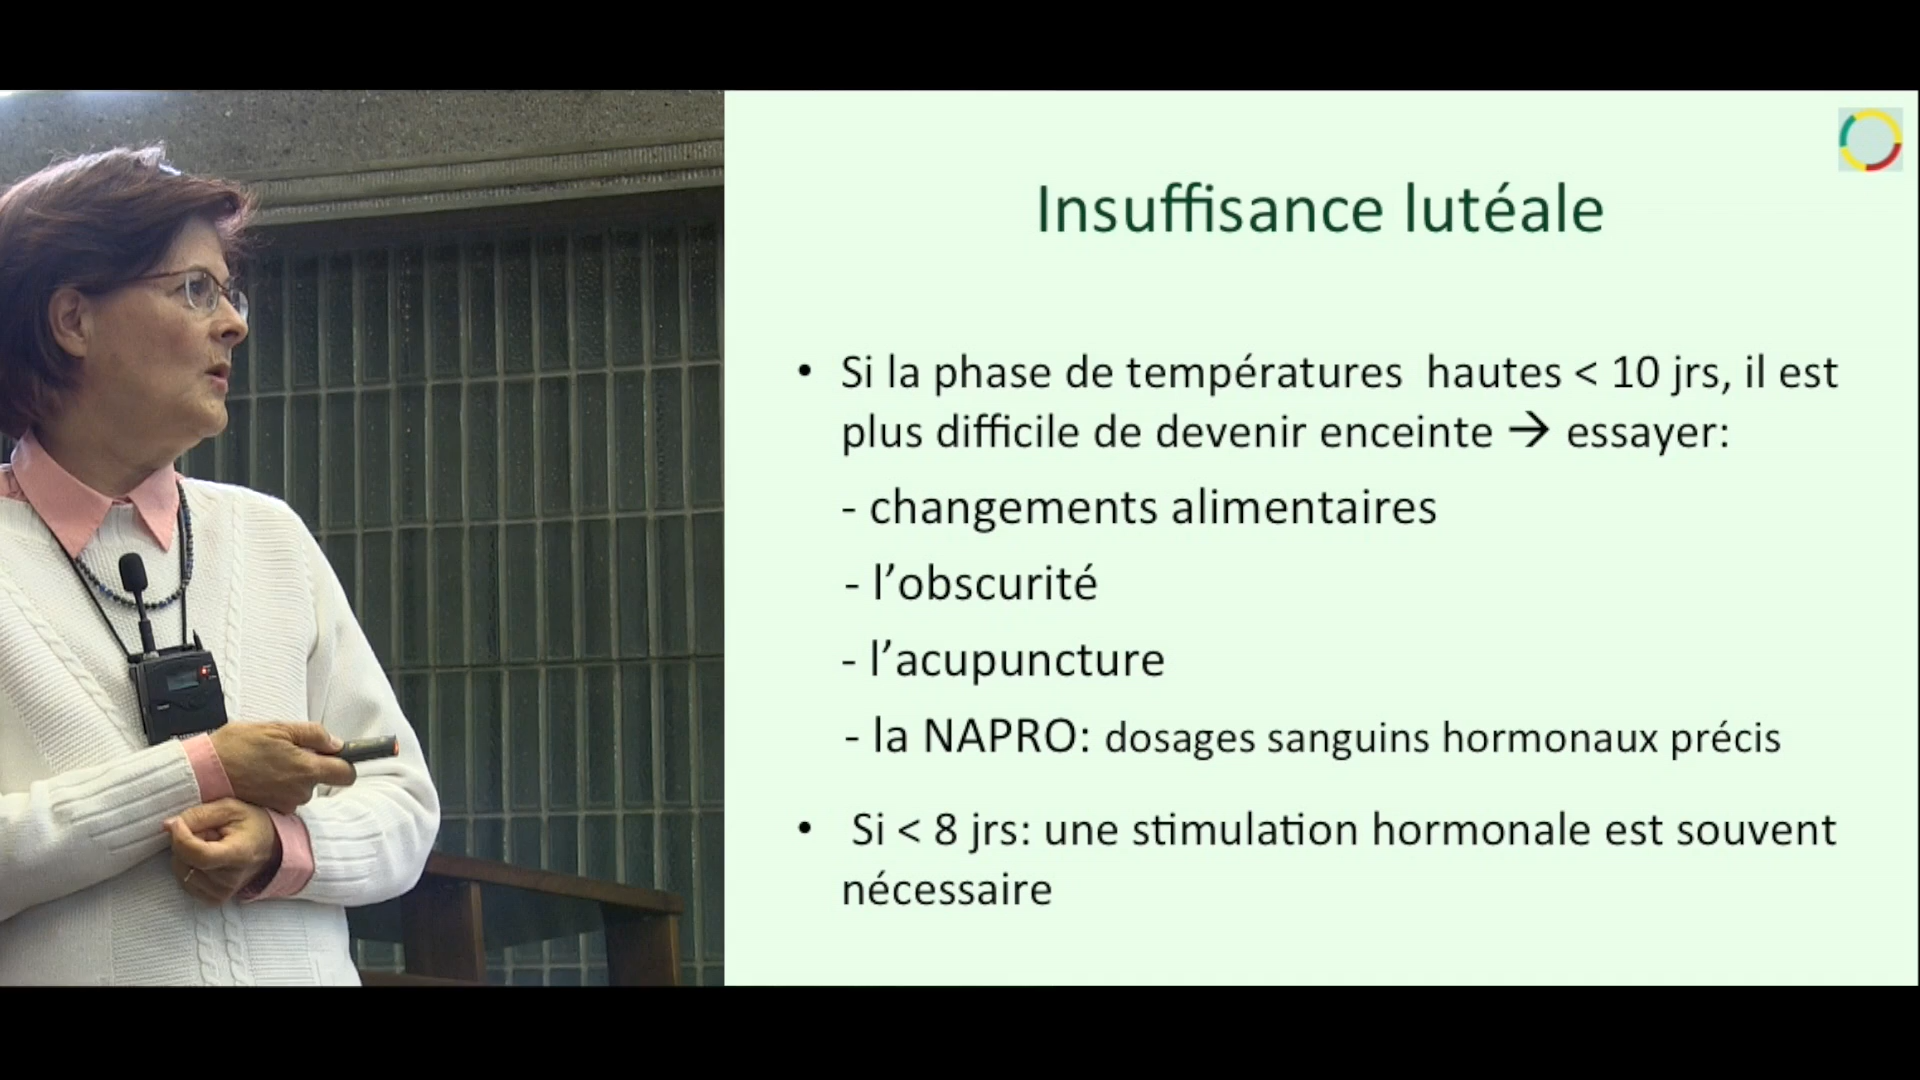 Insuffisance lutéale
• Si la phase de températures hautes < 10 jrs, il est
plus difficile de devenir enceinte → essayer:
- changements alimentaires
- l’obscurité
- l’acupuncture
- la NAPRO: dosages sanguins hormonaux précis
• Si < 8 jrs: une stimulation hormonale est souvent
nécessaire